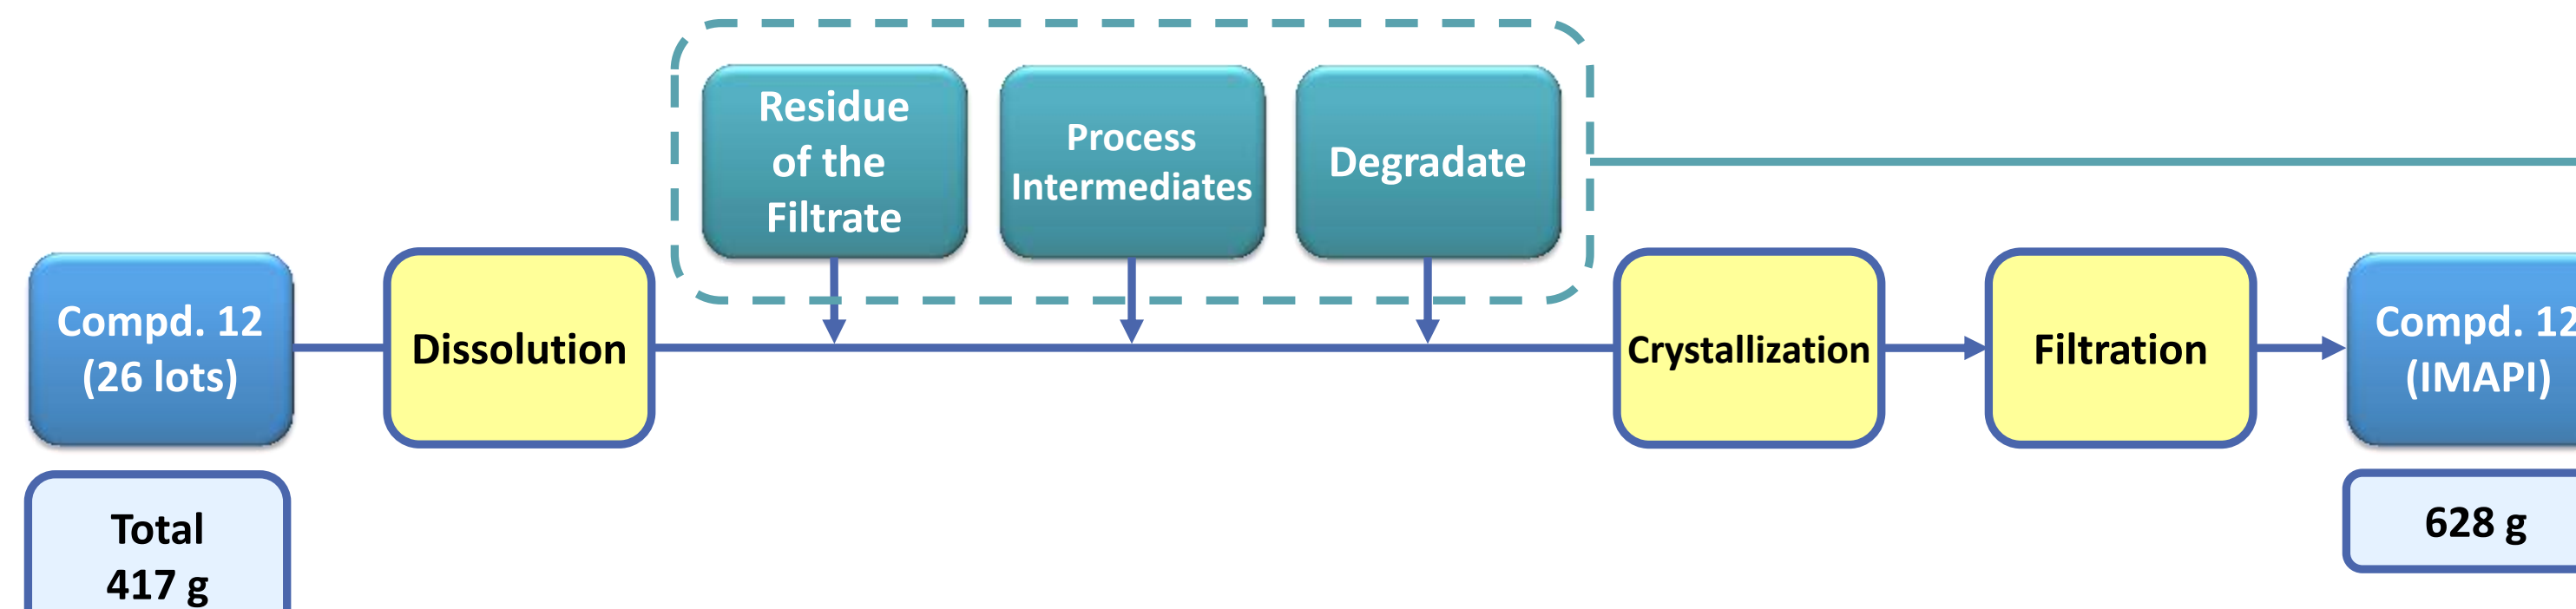 Residue
of the
Filtrate
Process
Intermediates
Degradate
Compd. 12
(26 lots)
Dissolution
Crystallization
Filtration
Compd. 12
(IMAPI)
Total
417 g
628 g